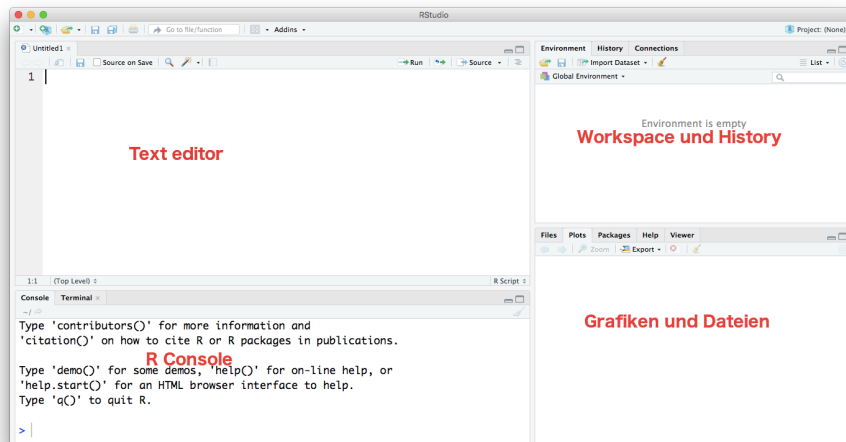 RStudio
Go to file/function
Addins
Project: (None)
Untitled1
Source on Save
Run
Source
1
Text editor
1:1 (Top Level)
R Script
Console Terminal
~/
Type 'contributors()' for more information and
'citation()' on how to cite R or R packages in publications.
R Console
Type 'demo()' for some demos, 'help()' for on-line help, or
'help.start()' for an HTML browser interface to help.
Type 'q()' to quit R.
>
Environment History Connections
Import Dataset
List
Global Environment
Environment is empty
Workspace und History
Files Plots Packages Help Viewer
Zoom Export
Grafiken und Dateien